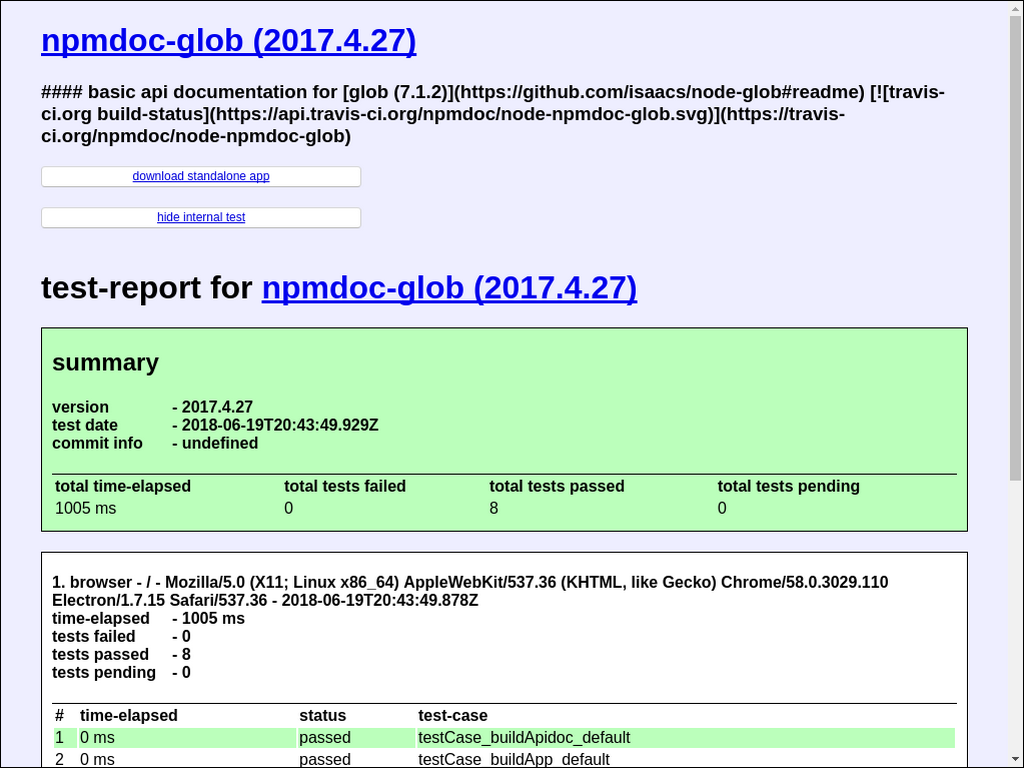 npmdoc-glob (2017.4.27)
#### basic api documentation for [glob (7.1.2)](https://github.com/isaacs/node-glob#readme) [![travis-
ci.org build-status](https://api.travis-ci.org/npmdoc/node-npmdoc-glob.svg)](https://travis-
ci.org/npmdoc/node-npmdoc-glob)
download standalone app
hide internal test
test-report for npmdoc-glob (2017.4.27)
summary
version - 2017.4.27
test date - 2018-06-19T20:43:49.929Z
commit info - undefined
total time-elapsed total tests failed total tests passed total tests pending
1005 ms 0 8 0
1. browser - / - Mozilla/5.0 (X11; Linux x86_64) AppleWebKit/537.36 (KHTML, like Gecko) Chrome/58.0.3029.110
Electron/1.7.15 Safari/537.36 - 2018-06-19T20:43:49.878Z
time-elapsed - 1005 ms
tests failed - 0
tests passed - 8
tests pending - 0
# time-elapsed status test-case
1 0 ms passed testCase_buildApidoc_default
2 0 ms passed testCase_buildApp_default